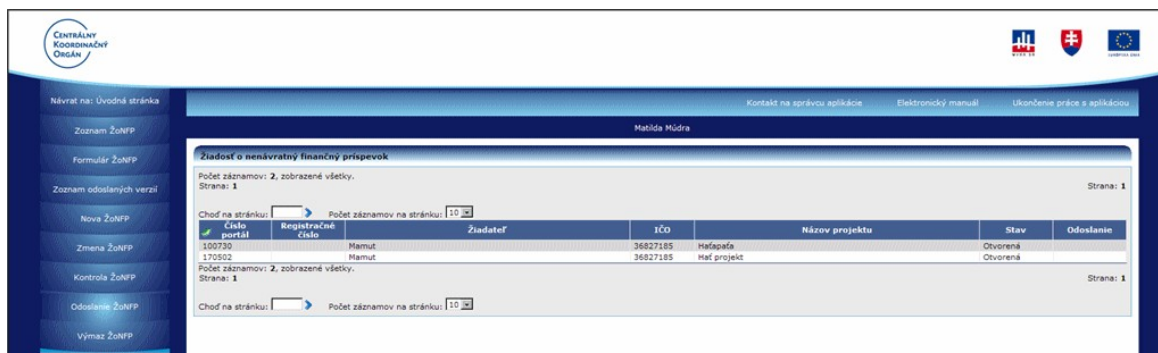 CENTRÁLNY
KOORDINAČNÝ
ORGÁN
Návrat na: Úvodná stránka
Zoznam ŽoNFP
Formulár ŽoNFP
Zoznam odoslaných verzií
Nova ŽoNFP
Zmena ŽoNFP
Kontrola ŽoNFP
Odoslanie ŽoNFP
Výmaz ŽoNFP
Kontakt na správcu aplikácie Elektronický manuál Ukončenie práce s aplikáciou
Matilda Múdra
Žiadosť o nenávratný finančný príspevok
Počet záznamov: 2, zobrazené všetky.
Strana: 1 Strana: 1
Choď na stránku: Počet záznamov na stránku: 10
Číslo portál Registračné číslo Žiadateľ IČO Názov projektu Stav Odoslanie
100730 Mamut 36827185 Haťapaťa Otvorená
170502 Mamut 36827185 Hať projekt Otvorená
Počet záznamov: 2, zobrazené všetky.
Strana: 1 Strana: 1
Choď na stránku: Počet záznamov na stránku: 10